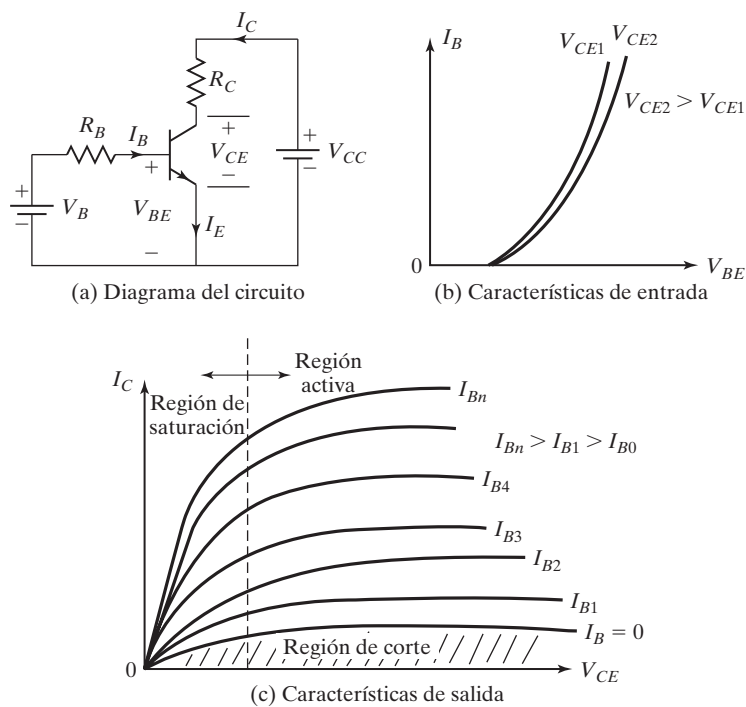 I_C
R_C
R_B
I_B
+
+
V_CE
−
+
V_CC
−
+
V_B
−
V_BE
I_E
−
(a) Diagrama del circuito
I_B
V_CE1
V_CE2
V_CE2 > V_CE1
0
V_BE
(b) Características de entrada
I_C
Región de
saturación
Región
activa
I_Bn
I_Bn > I_B1 > I_B0
I_B4
I_B3
I_B2
I_B1
I_B = 0
Región de corte
0
V_CE
(c) Características de salida